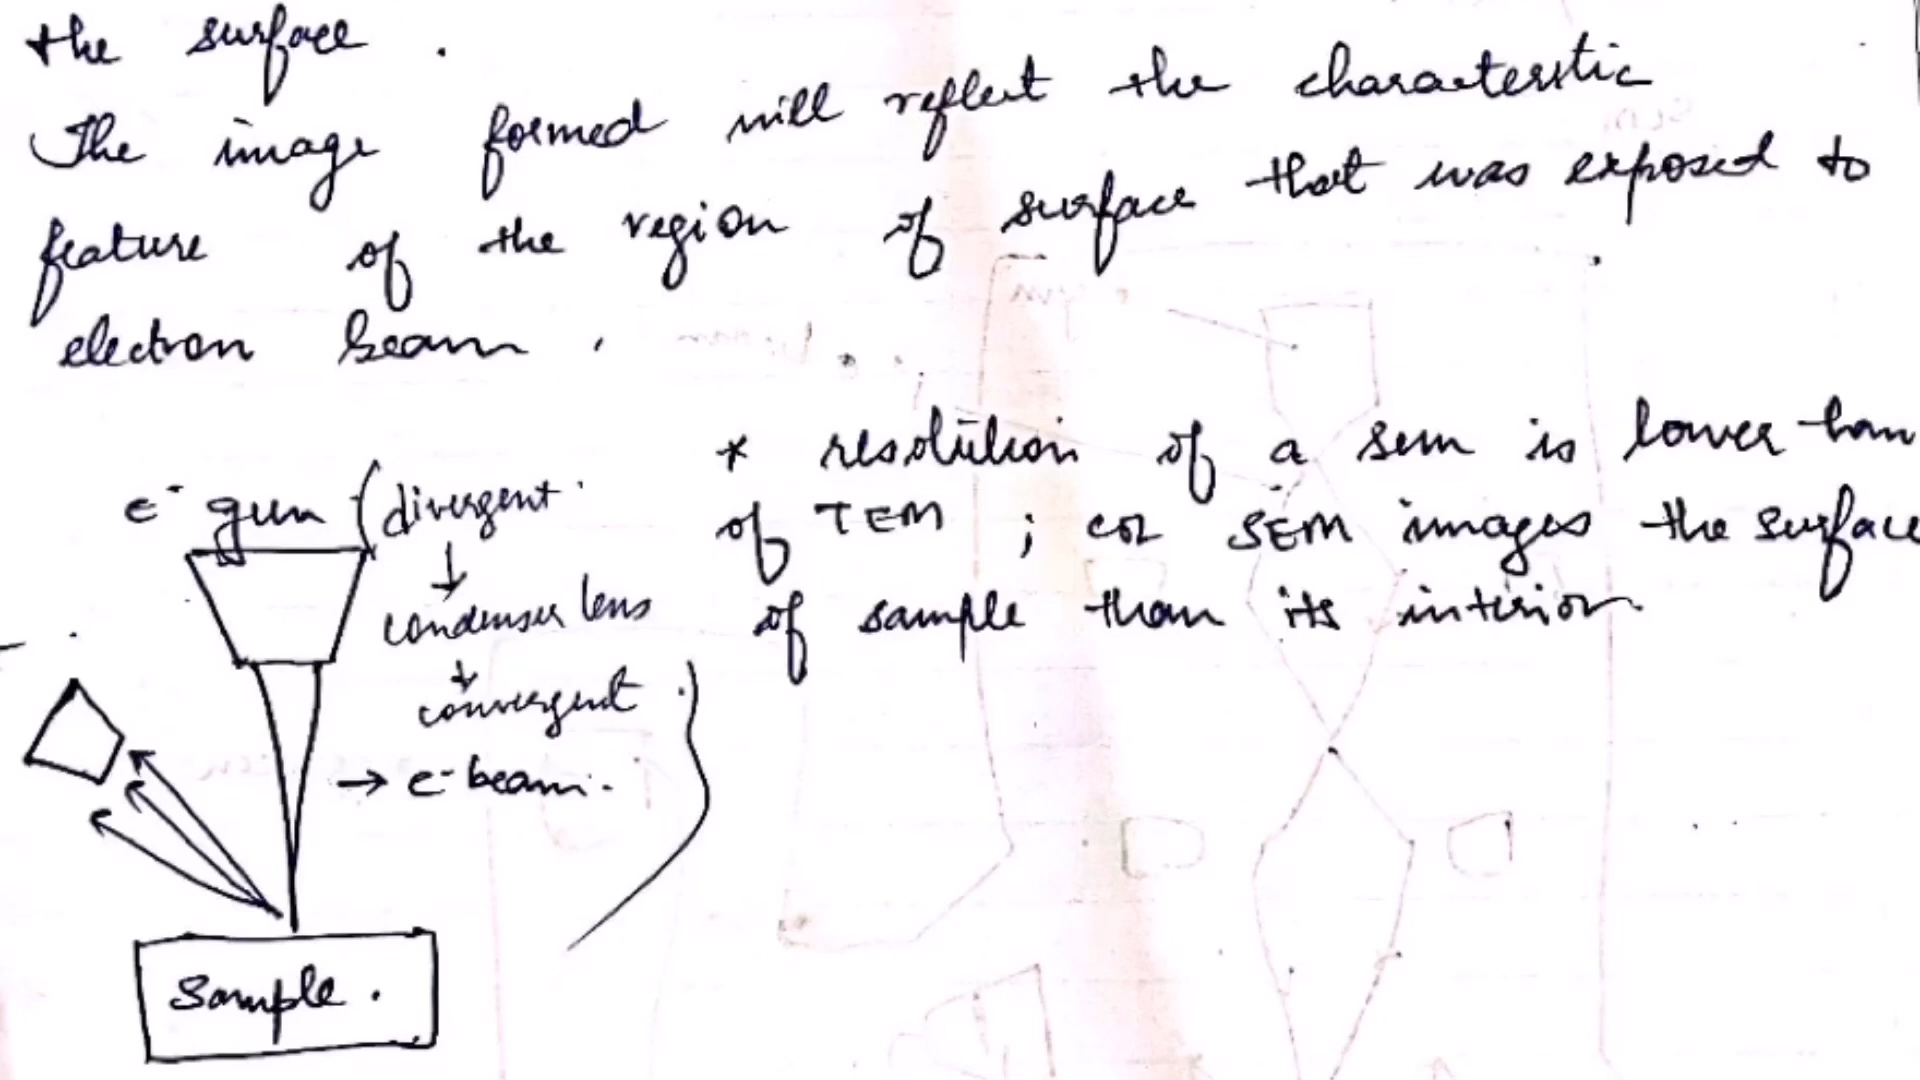 the surface .
The image formed will reflect the characterstic
feature of the region of surface that was exposed to
electron beam .
* resolution of a sem is lower than
of TEM ; coz SEM images the surface
of sample than its interior.
e⁻ gun (divergent
↓
condenser lens
↓
convergent
→ e⁻ beam.
Sample .